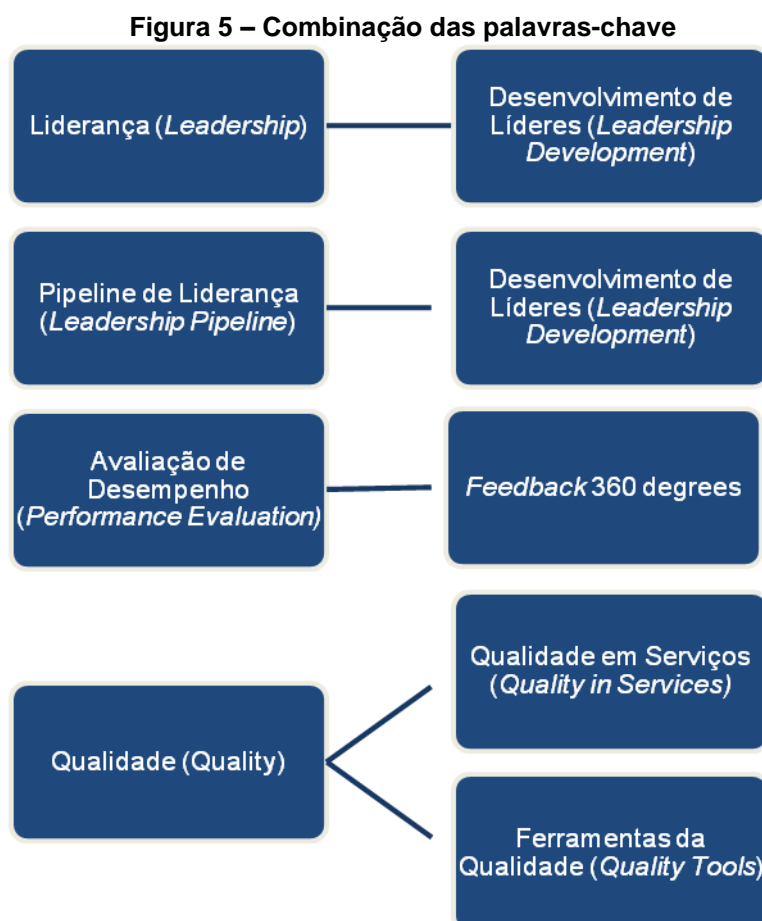 Figura 5 – Combinação das palavras-chave
Liderança (Leadership)
Desenvolvimento de
Líderes (Leadership
Development)
Pipeline de Liderança
(Leadership Pipeline)
Desenvolvimento de
Líderes (Leadership
Development)
Avaliação de
Desempenho
(Performance Evaluation)
Feedback 360 degrees
Qualidade (Quality)
Qualidade em Serviços
(Quality in Services)
Ferramentas da
Qualidade (Quality Tools)